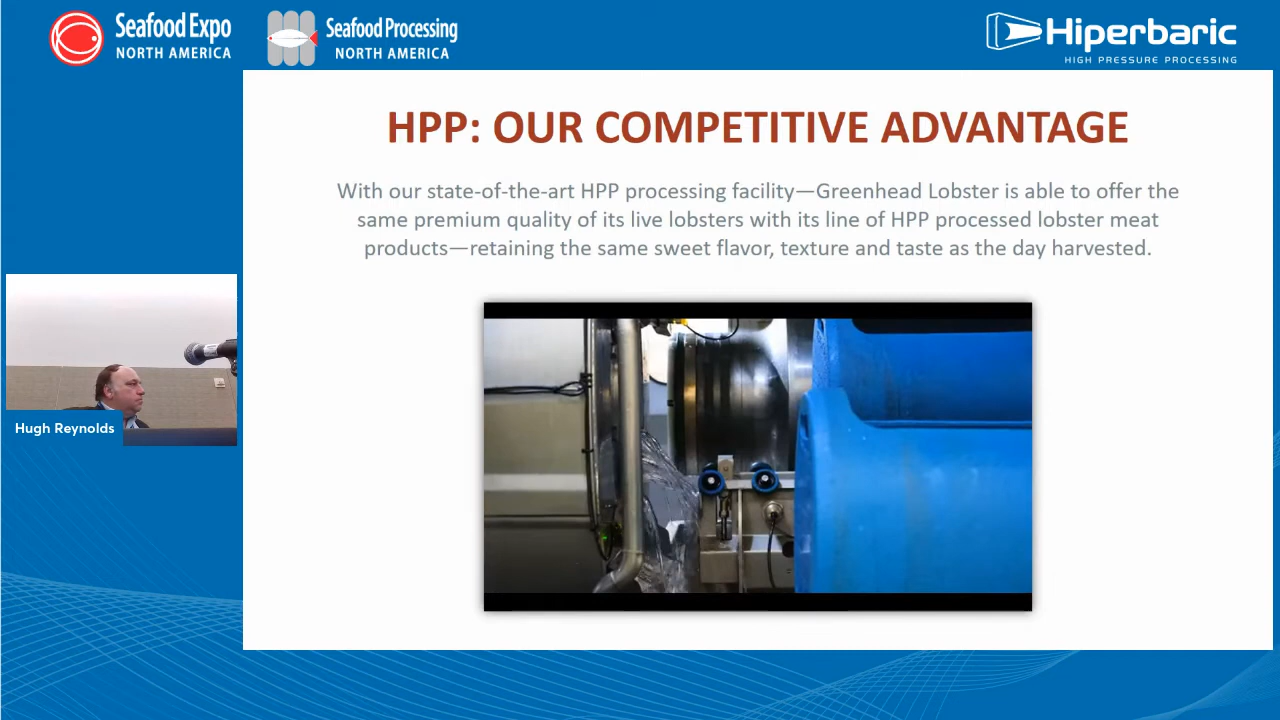 Seafood Expo
NORTH AMERICA
Seafood Processing
NORTH AMERICA
Hiperbaric
HIGH PRESSURE PROCESSING
HPP: OUR COMPETITIVE ADVANTAGE
With our state-of-the-art HPP processing facility—Greenhead Lobster is able to offer the
same premium quality of its live lobsters with its line of HPP processed lobster meat
products—retaining the same sweet flavor, texture and taste as the day harvested.
Hugh Reynolds